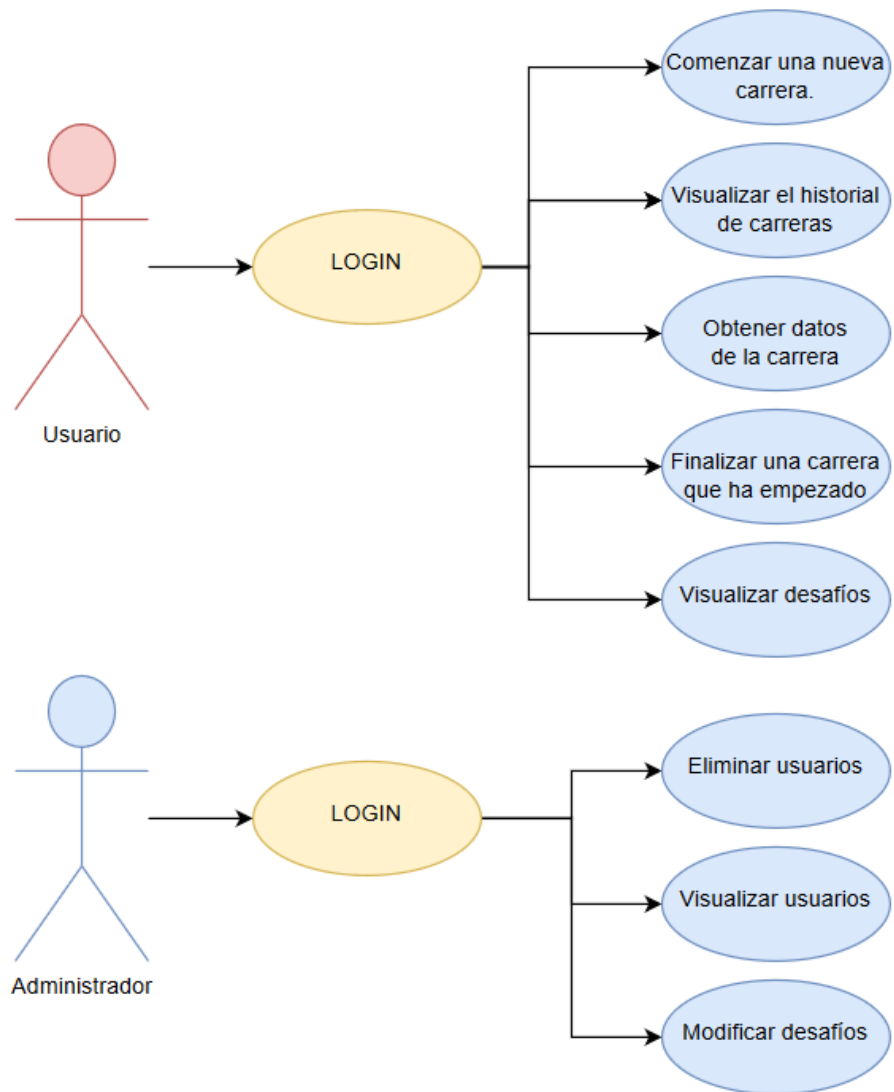 Comenzar una nueva
carrera.
Visualizar el historial
de carreras
LOGIN
Obtener datos
de la carrera
Usuario
Finalizar una carrera
que ha empezado
Visualizar desafíos
Eliminar usuarios
LOGIN
Visualizar usuarios
Administrador
Modificar desafíos